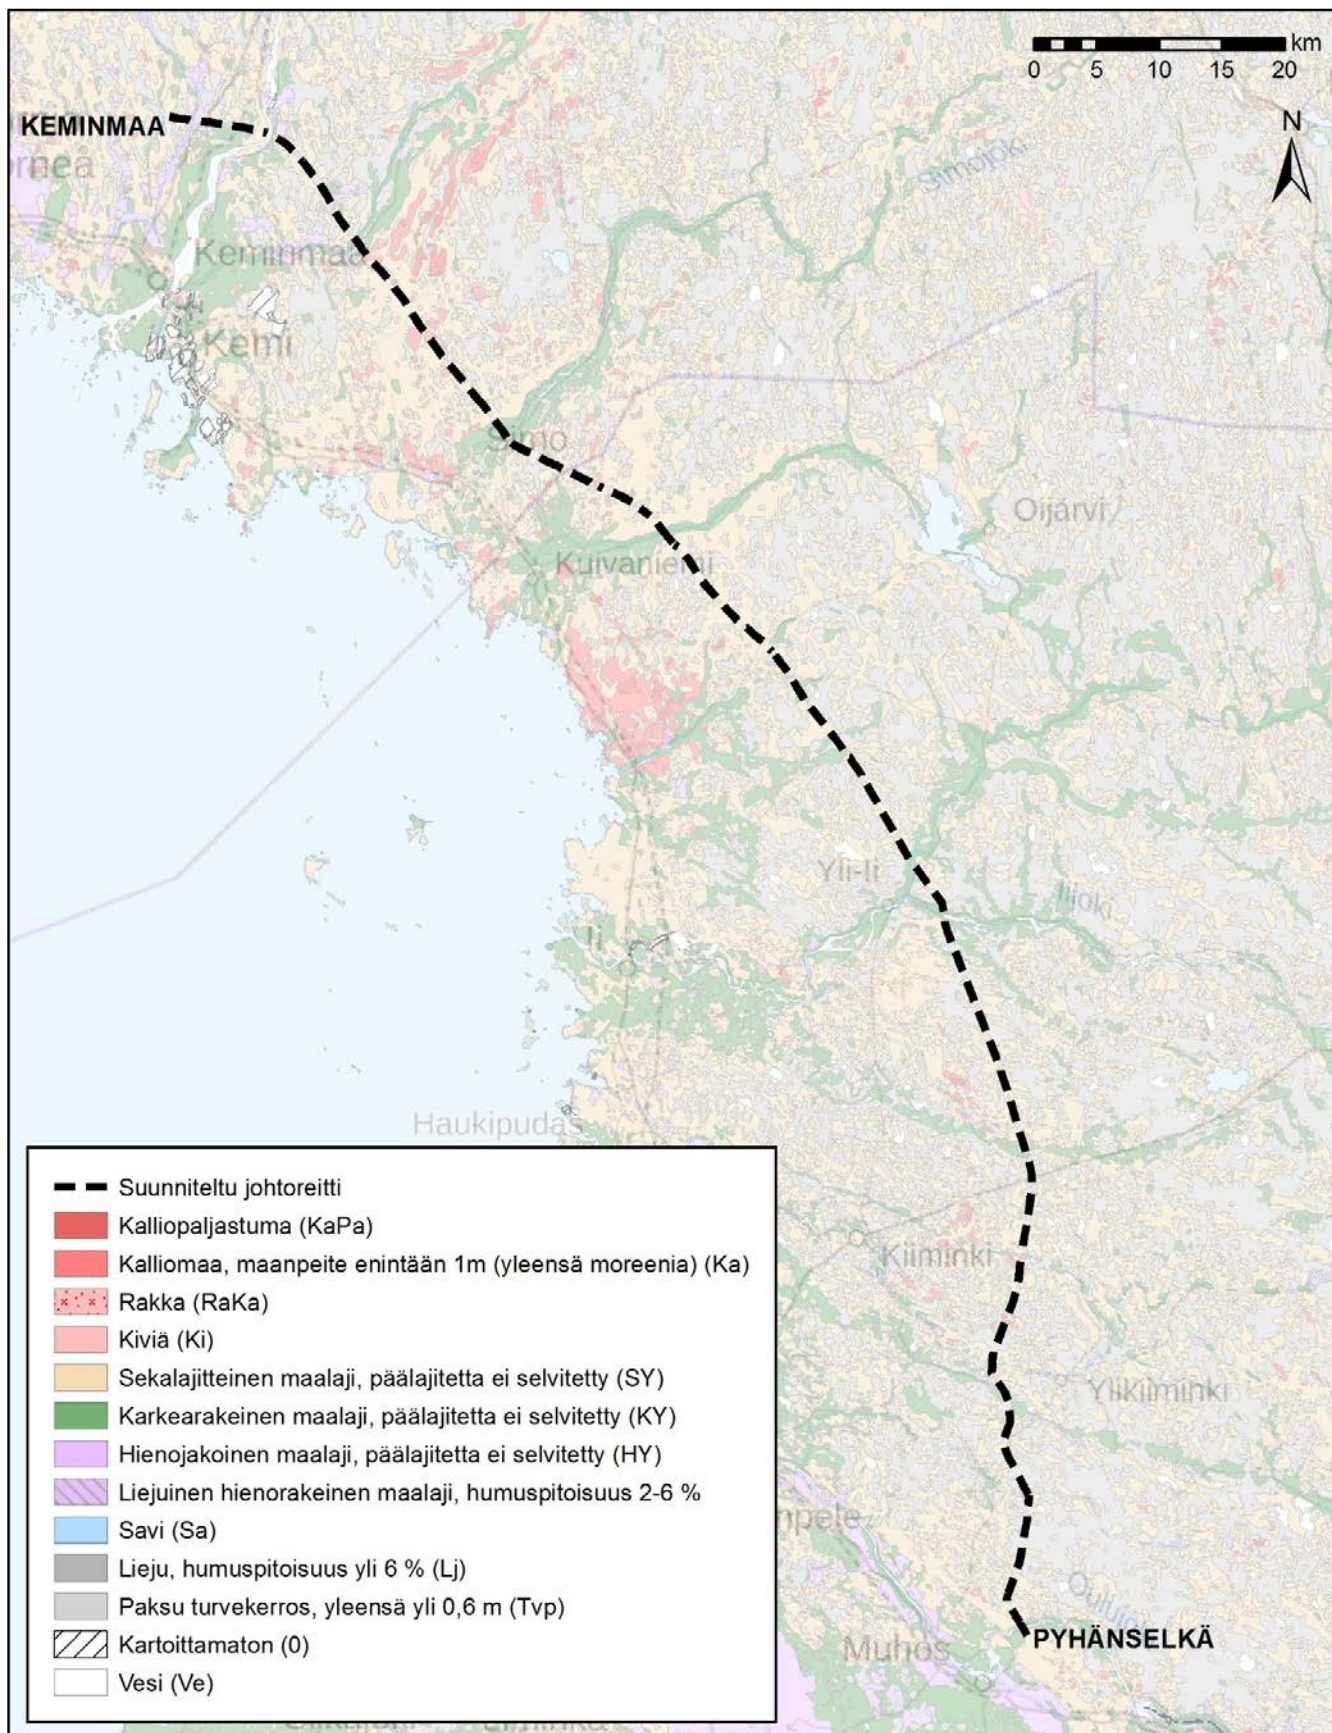 km
0 5 10 15 20
N
KEMINMAA
ornea
Simojoki
Keminmaa
Kemi
Simo
Oijärvi
Kuivaniemi
Yli-Ii
Iijoki
Ii
Haukipudas
Kiiminki
Ylikiiminki
mpele
PYHÄNSELKÄ
Muhos
Suunniteltu johtoreitti
Kalliopaljastuma (KaPa)
Kalliomaa, maanpeite enintään 1m (yleensä moreenia) (Ka)
Rakka (RaKa)
Kiviä (Ki)
Sekalajitteinen maalaji, päälajitetta ei selvitetty (SY)
Karkearakeinen maalaji, päälajitetta ei selvitetty (KY)
Hienojakoinen maalaji, päälajitetta ei selvitetty (HY)
Liejuinen hienorakeinen maalaji, humuspitoisuus 2-6 %
Savi (Sa)
Lieju, humuspitoisuus yli 6 % (Lj)
Paksu turvekerros, yleensä yli 0,6 m (Tvp)
Kartoittamaton (0)
Vesi (Ve)